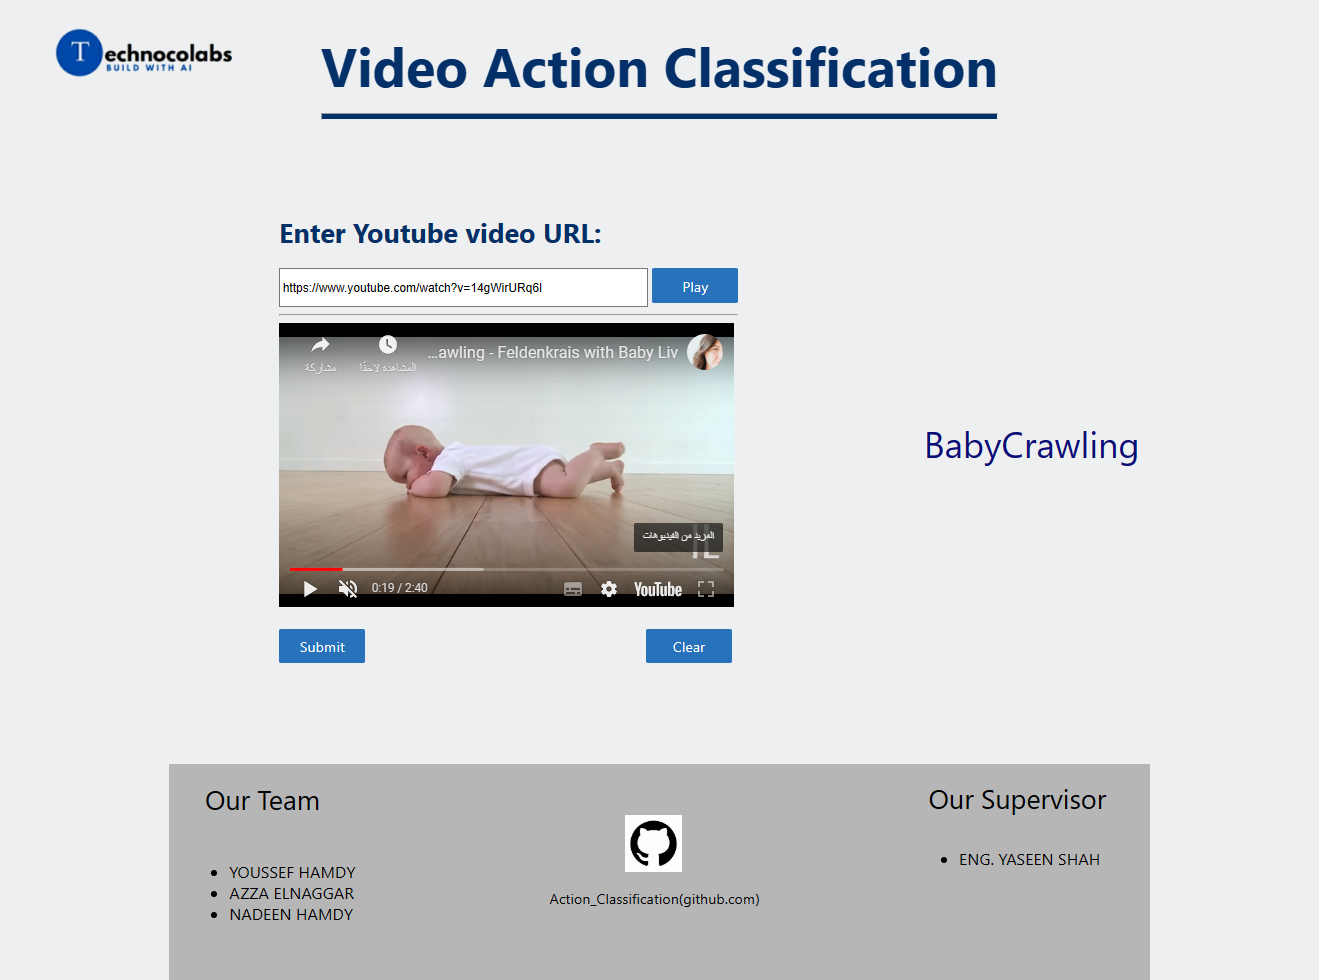 Technocolabs
BUILD WITH AI
Video Action Classification
Enter Youtube video URL:
https://www.youtube.com/watch?v=14gWirURq6I
Play
مشاركة
المشاهدة لاحقًا
...awling - Feldenkrais with Baby Liv
BabyCrawling
المزيد من الفيديوهات
0:19 / 2:40
YouTube
Submit
Clear
Our Team
YOUSSEF HAMDY
AZZA ELNAGGAR
NADEEN HAMDY
Action_Classification(github.com)
Our Supervisor
ENG. YASEEN SHAH